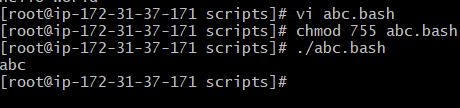 [root@ip-172-31-37-171 scripts]# vi abc.bash
[root@ip-172-31-37-171 scripts]# chmod 755 abc.bash
[root@ip-172-31-37-171 scripts]# ./abc.bash
abc
[root@ip-172-31-37-171 scripts]#